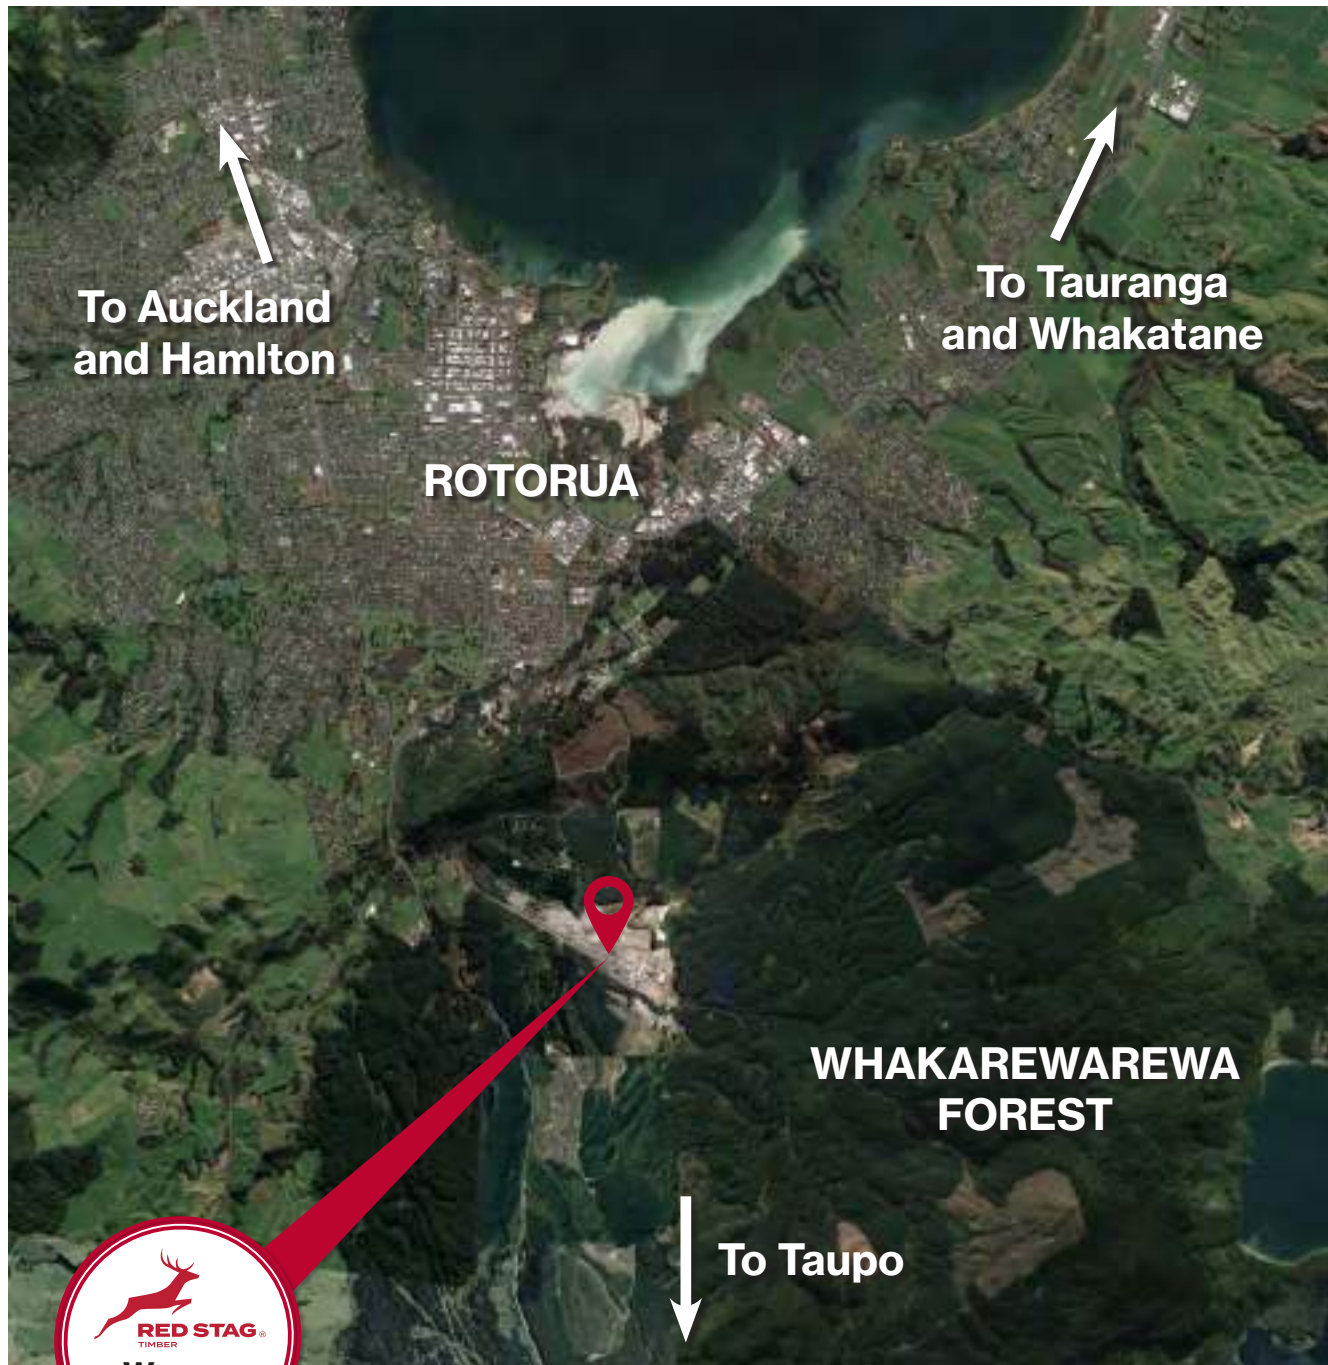 To Auckland
and Hamlton
To Tauranga
and Whakatane
ROTORUA
WHAKAREWAREWA
FOREST
To Taupo
RED STAG®
TIMBER